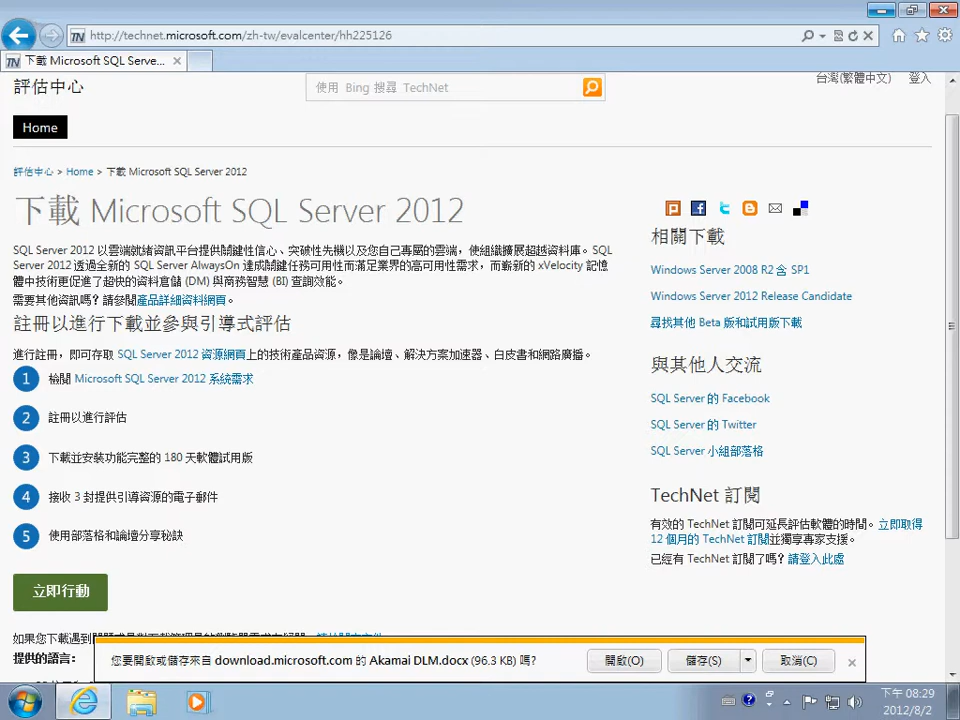 http://technet.microsoft.com/zh-tw/evalcenter/hh225126
下載 Microsoft SQL Serve...
評估中心
使用 Bing 搜尋 TechNet
台灣(繁體中文) 登入
Home
評估中心 > Home > 下載 Microsoft SQL Server 2012
下載 Microsoft SQL Server 2012
SQL Server 2012 以雲端就緒資訊平台提供關鍵性信心、突破性先機以及您自己專屬的雲端，使組織擴展超越資料庫。SQL
Server 2012 透過全新的 SQL Server AlwaysOn 達成關鍵任務可用性而滿足業界的高可用性需求，而嶄新的 xVelocity 記憶
體中技術更促進了超快的資料倉儲 (DM) 與商務智慧 (BI) 查詢效能。
需要其他資訊嗎? 請參閱產品詳細資料網頁。
註冊以進行下載並參與引導式評估
進行註冊，即可存取 SQL Server 2012 資源網頁上的技術產品資源，像是論壇、解決方案加速器、白皮書和網路廣播。
1 檢閱 Microsoft SQL Server 2012 系統需求
2 註冊以進行評估
3 下載並安裝功能完整的 180 天軟體試用版
4 接收 3 封提供引導資源的電子郵件
5 使用部落格和論壇分享秘訣
立即行動
如果您下載遇到
提供的語言:
相關下載
Windows Server 2008 R2 含 SP1
Windows Server 2012 Release Candidate
尋找其他 Beta 版和試用版下載
與其他人交流
SQL Server 的 Facebook
SQL Server 的 Twitter
SQL Server 小組部落格
TechNet 訂閱
有效的 TechNet 訂閱可延長評估軟體的時間。立即取得
12 個月的 TechNet 訂閱並獨享專家支援。
已經有 TechNet 訂閱了嗎? 請登入此處
您要開啟或儲存來自 download.microsoft.com 的 Akamai DLM.docx (96.3 KB) 嗎?
開啟(O) 儲存(S) 取消(C)
下午 08:29
2012/8/2